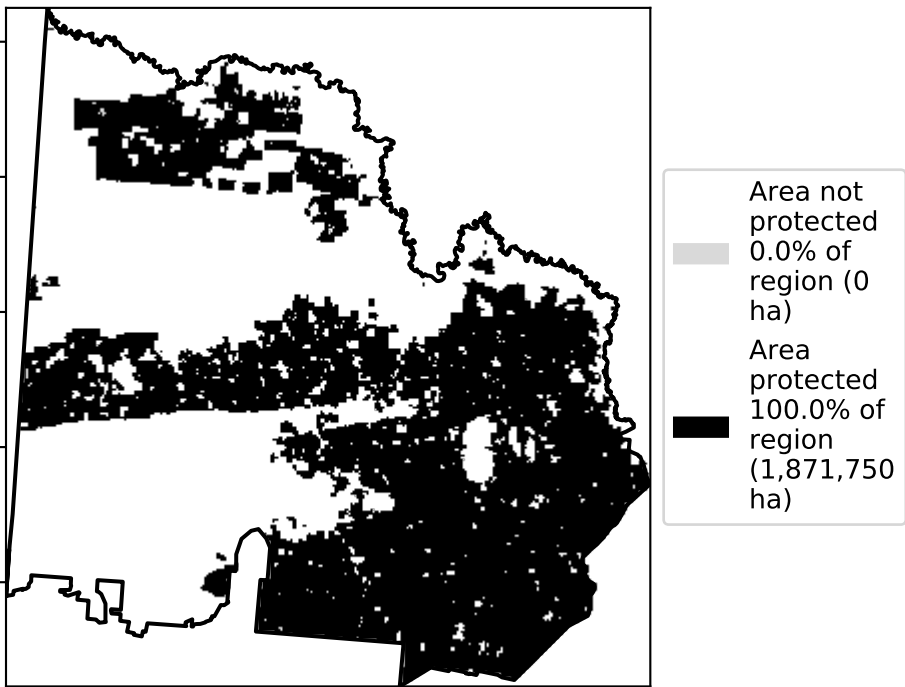 Area not
protected
0.0% of
region (0
ha)
Area
protected
100.0% of
region
(1,871,750
ha)